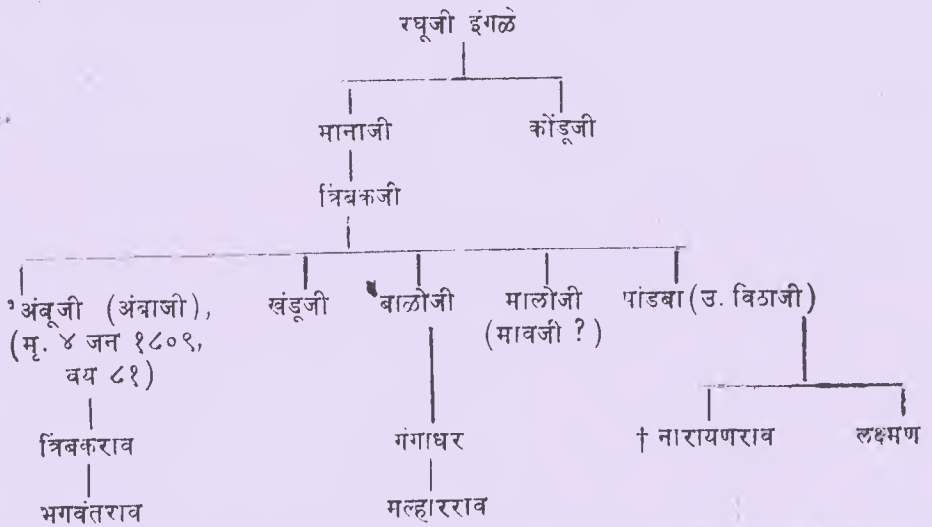 रघूजी इंगळे
मानाजी कोंडूजी
त्रिंबकजी
१अंबूजी (अंबाजी), खंडूजी बाळोजी मालोजी पांडबा (उ. विठाजी)
(मृ. ४ जन १८०९, (मावजी ?)
वय ८१)
त्रिंबकराव गंगाधर † नारायणराव लक्ष्मण
भगवंतराव मल्हारराव